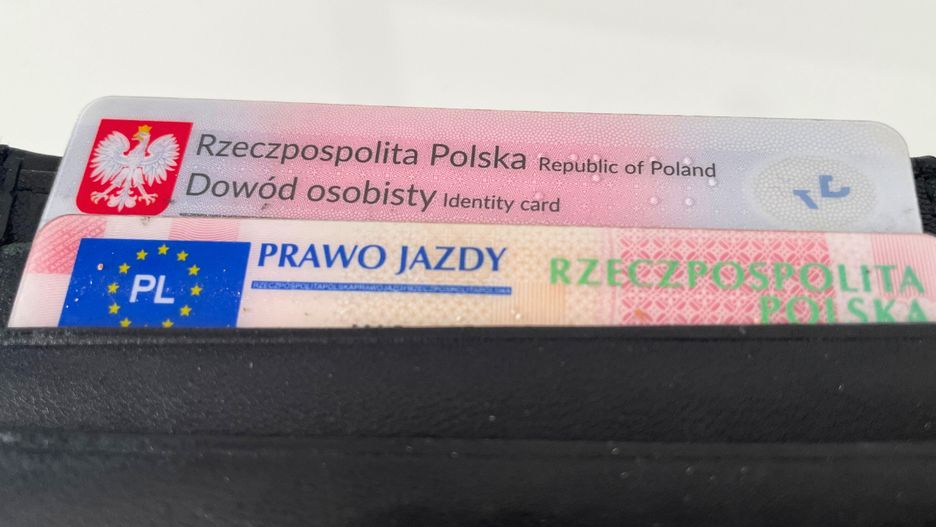 Rzeczpospolita Polska Republic of Poland
Dowód osobisty Identity card
PL
PRAWO JAZDY
RZECZPOSPOLITA
POLSKA